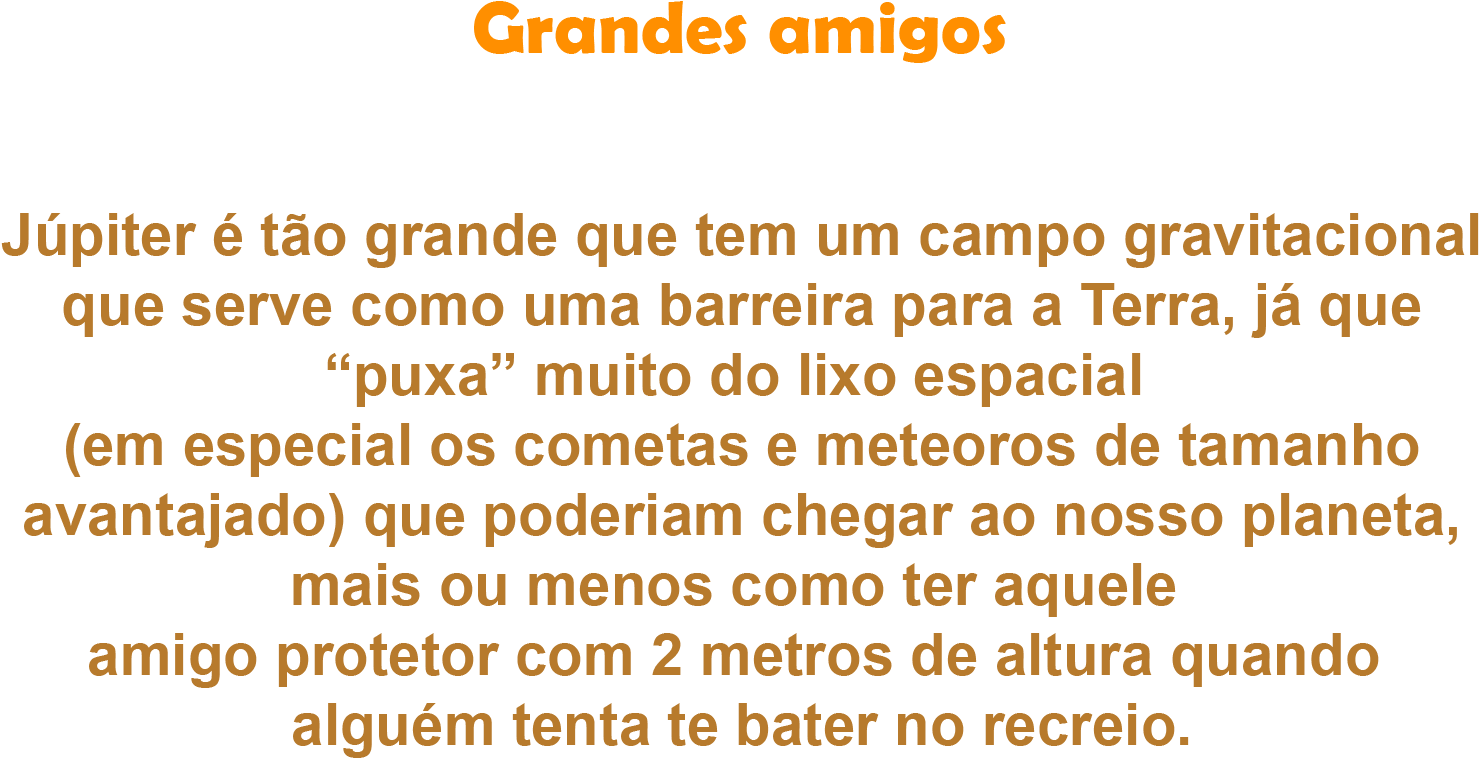 Grandes amigos
Júpiter é tão grande que tem um campo gravitacional
que serve como uma barreira para a Terra, já que
“puxa” muito do lixo espacial
(em especial os cometas e meteoros de tamanho
avantajado) que poderiam chegar ao nosso planeta,
mais ou menos como ter aquele
amigo protetor com 2 metros de altura quando
alguém tenta te bater no recreio.